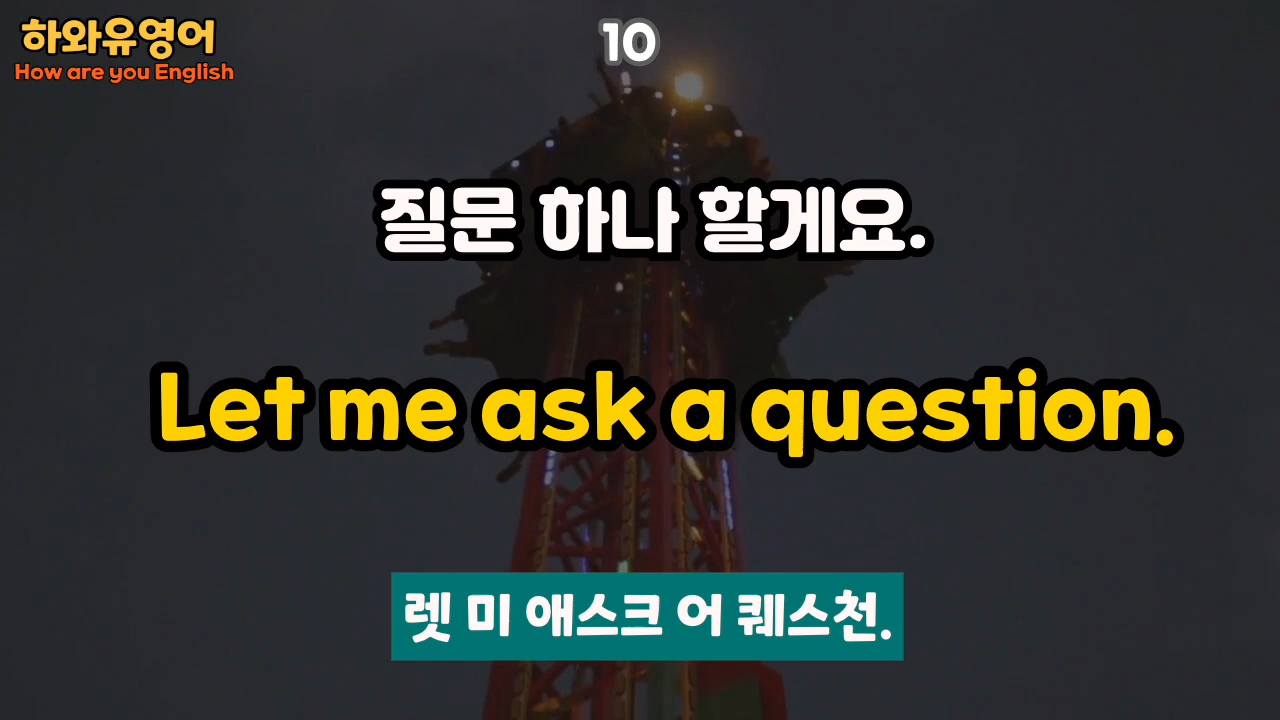 하와유영어
How are you English
10
질문 하나 할게요.
Let me ask a question.
렛 미 애스크 어 퀘스천.